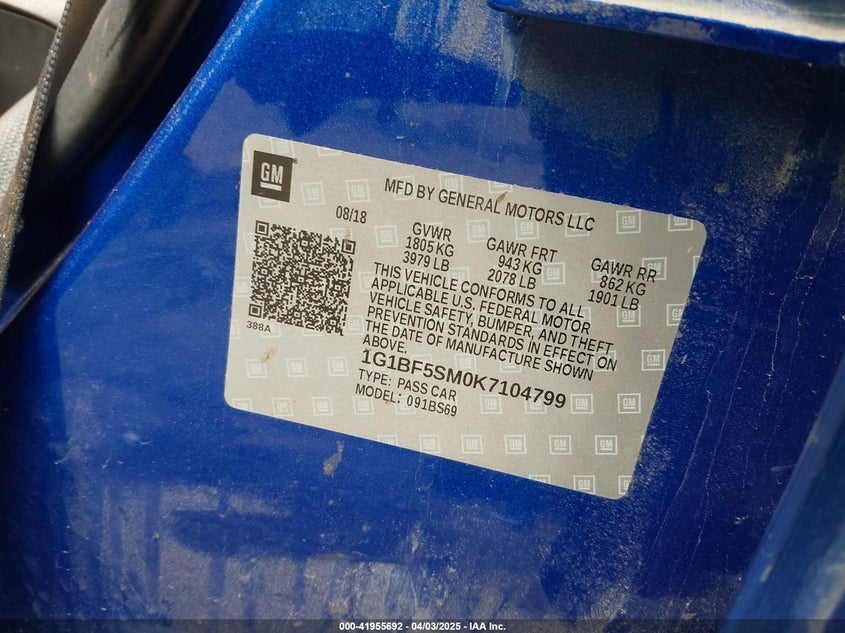 GM
MFD BY GENERAL MOTORS LLC
08/18
GVWR
1805 KG
3979 LB
GAWR FRT
943 KG
2078 LB
GAWR RR
862 KG
1901 LB
THIS VEHICLE CONFORMS TO ALL
APPLICABLE U.S. FEDERAL MOTOR
VEHICLE SAFETY, BUMPER, AND THEFT
PREVENTION STANDARDS IN EFFECT ON
THE DATE OF MANUFACTURE SHOWN
ABOVE.
388A
1G1BF5SM0K7104799
TYPE: PASS CAR
MODEL: 091BS69
000-41955692 - 04/03/2025 - IAA Inc.